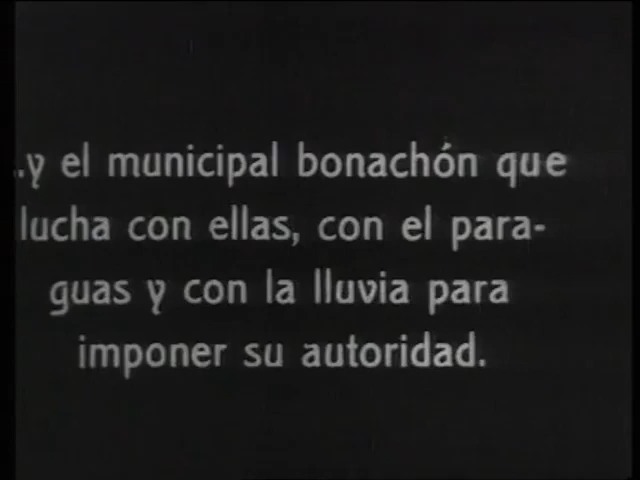 ..y el municipal bonachón que
lucha con ellas, con el para-
guas y con la lluvia para
imponer su autoridad.